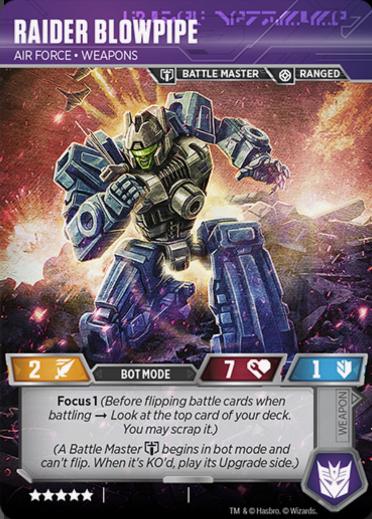 RAIDER BLOWPIPE
AIR FORCE • WEAPONS
BATTLE MASTER
RANGED
2
BOT MODE
7
1
Focus 1 (Before flipping battle cards when
battling → Look at the top card of your deck.
You may scrap it.)
(A Battle Master begins in bot mode and
can't flip. When it's KO'd, play its Upgrade side.)
WEAPON
TM & © Hasbro. © Wizards.